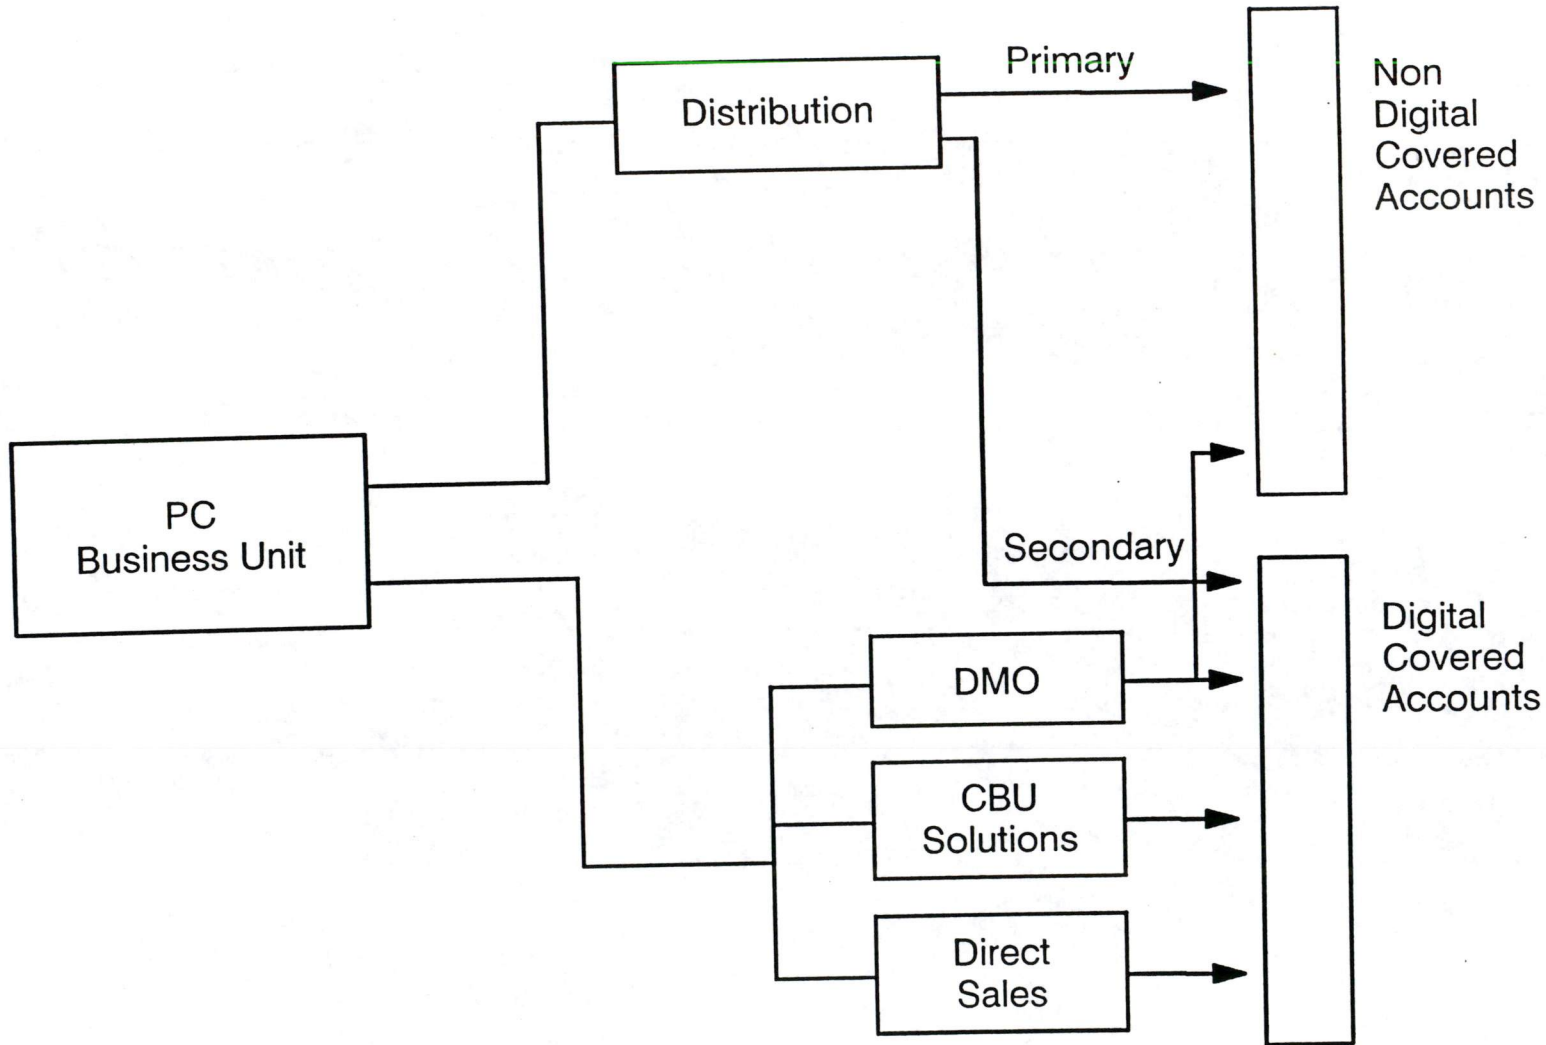 Primary
Distribution
Non
Digital
Covered
Accounts
PC
Business Unit
Secondary
Digital
Covered
Accounts
DMO
CBU
Solutions
Direct
Sales